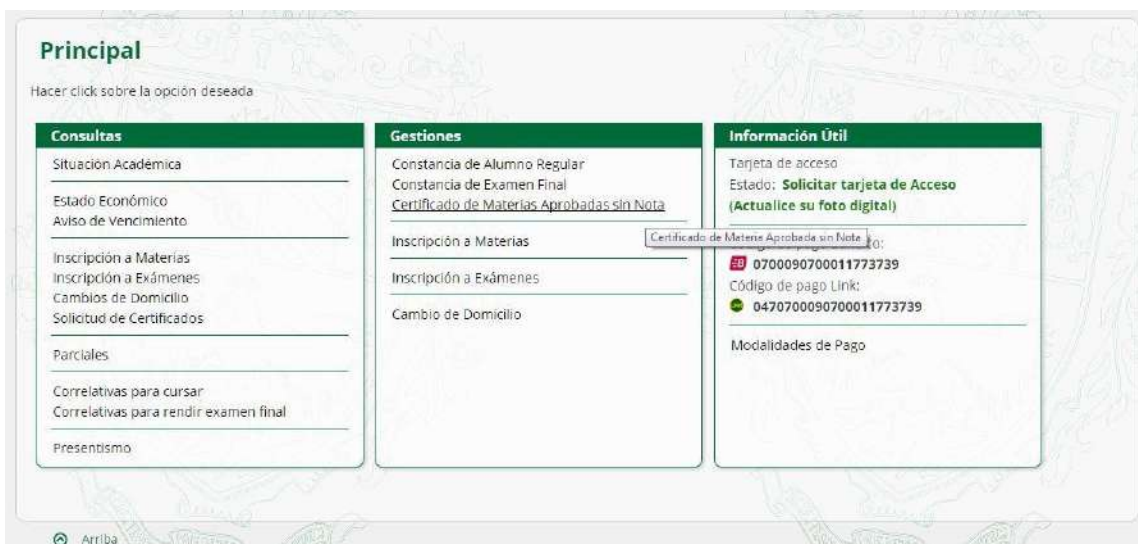 Principal
Hacer click sobre la opción deseada
Consultas
Situación Académica
Estado Económico
Aviso de Vencimiento
Inscripción a Materias
Inscripción a Exámenes
Cambios de Domicilio
Solicitud de Certificados
Parciales
Correlativas para cursar
Correlativas para rendir examen final
Presentismo
Gestiones
Constancia de Alumno Regular
Constancia de Examen Final
Certificado de Materias Aprobadas sin Nota
Certificado de Materia Aprobada sin Nota
Inscripción a Materias
Inscripción a Exámenes
Cambio de Domicilio
Información Útil
Tarjeta de acceso
Estado: Solicitar tarjeta de Acceso
(Actualice su foto digital)
0700090700011773739
Código de pago Link:
0470700090700011773739
Modalidades de Pago
Arriba